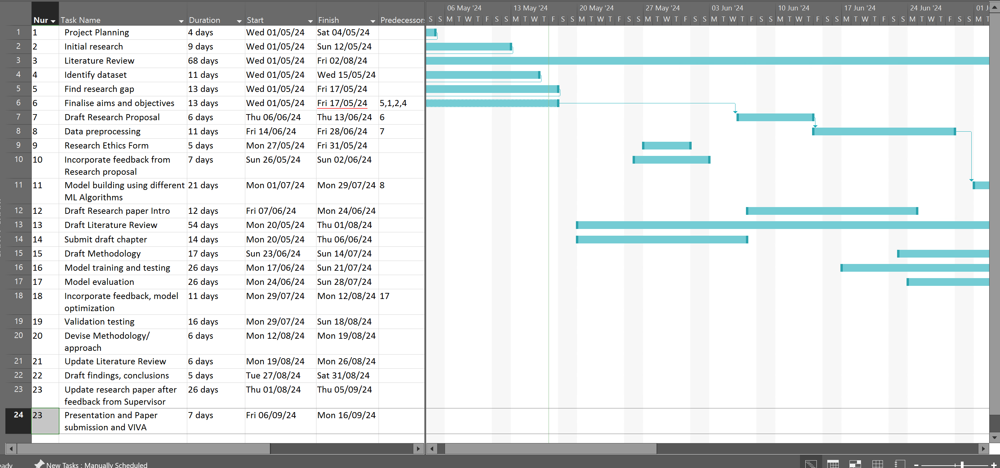 06 May '24 13 May '24 20 May '24 27 May '24 03 Jun '24 10 Jun '24 17 Jun '24 24 Jun '24 01
Nur Task Name Duration Start Finish Predecessors S S M T W T F S S M T W T F S S M T W T F S S M T W T F S S M T W T F S S M T W T F S S M T W T F S S M T W T F S S M T
1 1 Project Planning 4 days Wed 01/05/24 Sat 04/05/24
2 2 Initial research 9 days Wed 01/05/24 Sun 12/05/24
3 3 Literature Review 68 days Wed 01/05/24 Fri 02/08/24
4 4 Identify dataset 11 days Wed 01/05/24 Wed 15/05/24
5 5 Find research gap 13 days Wed 01/05/24 Fri 17/05/24
6 6 Finalise aims and objectives 13 days Wed 01/05/24 Fri 17/05/24 5,1,2,4
7 7 Draft Research Proposal 6 days Thu 06/06/24 Thu 13/06/24 6
8 8 Data preprocessing 11 days Fri 14/06/24 Fri 28/06/24 7
9 9 Research Ethics Form 5 days Mon 27/05/24 Fri 31/05/24
10 10 Incorporate feedback from 7 days Sun 26/05/24 Sun 02/06/24
Research proposal
11 11 Model building using different 21 days Mon 01/07/24 Mon 29/07/24 8
ML Algorithms
12 12 Draft Research paper Intro 12 days Fri 07/06/24 Mon 24/06/24
13 13 Draft Literature Review 54 days Mon 20/05/24 Thu 01/08/24
14 14 Submit draft chapter 14 days Mon 20/05/24 Thu 06/06/24
15 15 Draft Methodology 17 days Sun 23/06/24 Sun 14/07/24
16 16 Model training and testing 26 days Mon 17/06/24 Sun 21/07/24
17 17 Model evaluation 26 days Mon 24/06/24 Sun 28/07/24
18 18 Incorporate feedback, model 11 days Mon 29/07/24 Mon 12/08/24 17
optimization
19 19 Validation testing 16 days Mon 29/07/24 Sun 18/08/24
20 20 Devise Methodology/ 6 days Mon 12/08/24 Mon 19/08/24
approach
21 21 Update Literature Review 6 days Mon 19/08/24 Mon 26/08/24
22 22 Draft findings, conclusions 5 days Tue 27/08/24 Sat 31/08/24
23 23 Update research paper after 26 days Thu 01/08/24 Thu 05/09/24
feedback from Supervisor
24 23 Presentation and Paper 7 days Fri 06/09/24 Mon 16/09/24
submission and VIVA
eady New Tasks : Manually Scheduled